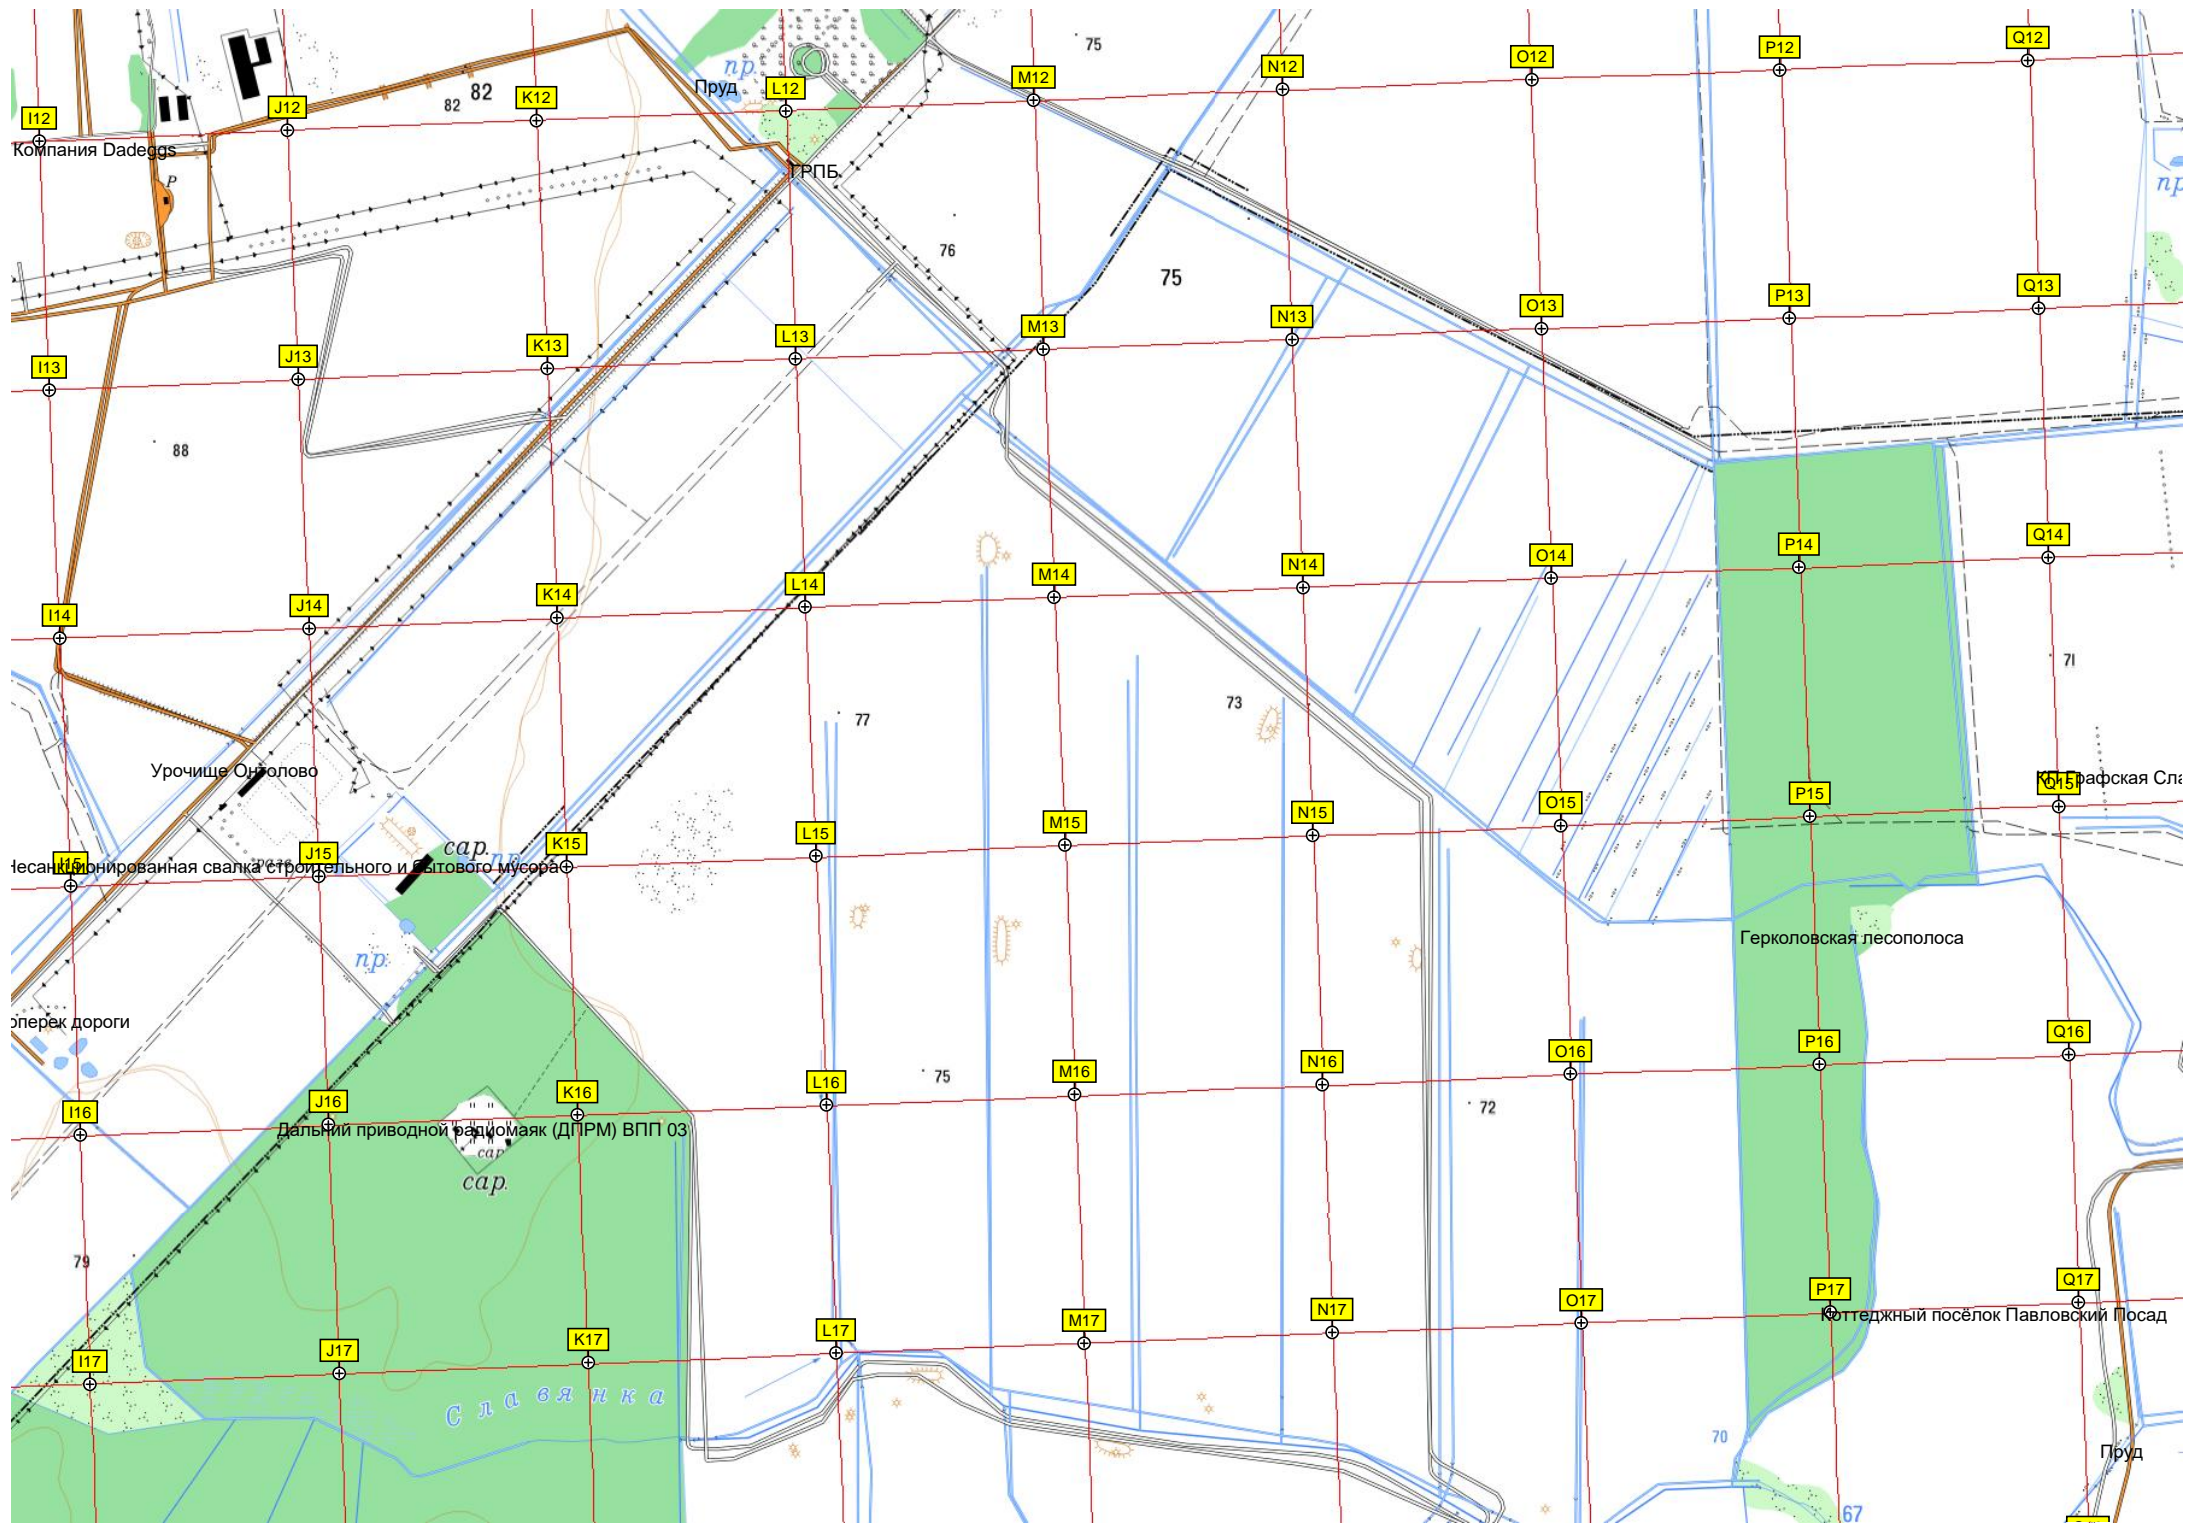 75
Q12
P12
O12
N12
M12
пр.
Пруд
L12
82
82
K12
J12
I12
Компания Dadeggs
Р
ГРПБ
пр
76
75
Q13
P13
O13
N13
M13
L13
K13
J13
I13
88
Q14
P14
O14
N14
M14
L14
K14
J14
I14
71
73
77
Урочище Онтолово
КП Графская Сла
Q15
P15
O15
N15
M15
L15
K15
J15
I15
сар.
пр.
разв.
Несанкционированная свалка строительного и бытового мусора
Герколовская лесополоса
пр.
оперек дороги
Q16
P16
O16
N16
M16
L16
K16
J16
I16
75
72
Дальний приводной радиомаяк (ДПРМ) ВПП 03
сар.
сар.
79
Q17
P17
O17
N17
M17
L17
K17
J17
I17
Коттеджный посёлок Павловский Посад
Славянка
70
Пруд
67